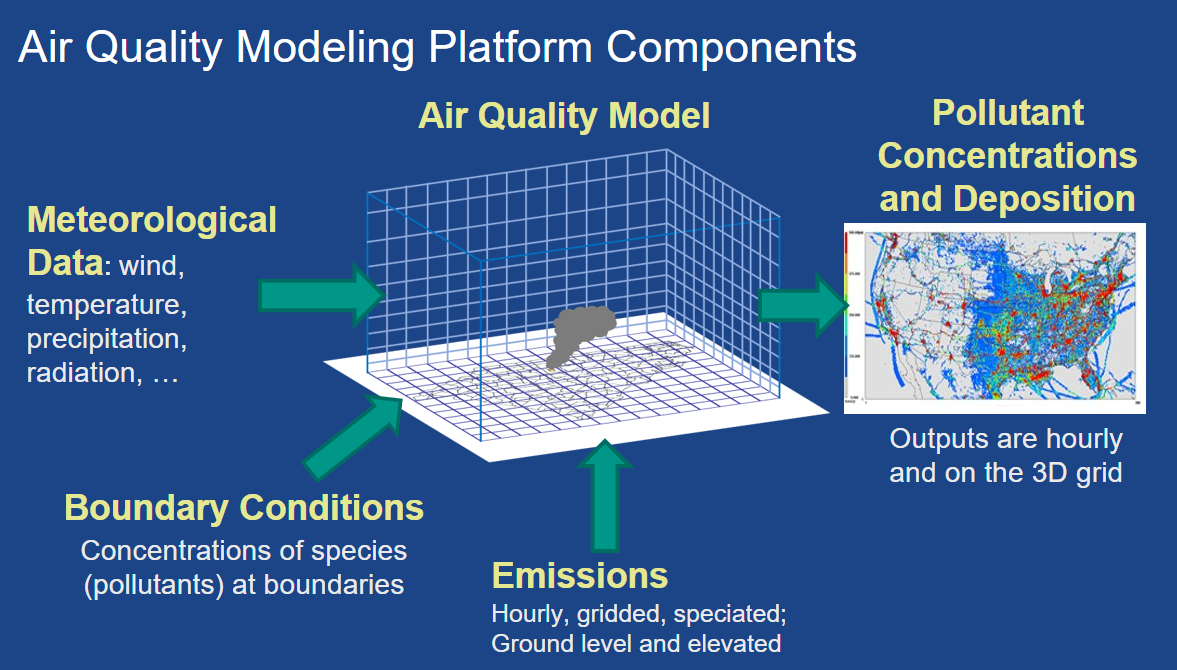 Air Quality Modeling Platform Components
Air Quality Model
Pollutant
Concentrations
and Deposition
Meteorological
Data: wind,
temperature,
precipitation,
radiation, …
Outputs are hourly
and on the 3D grid
Boundary Conditions
Concentrations of species
(pollutants) at boundaries
Emissions
Hourly, gridded, speciated;
Ground level and elevated